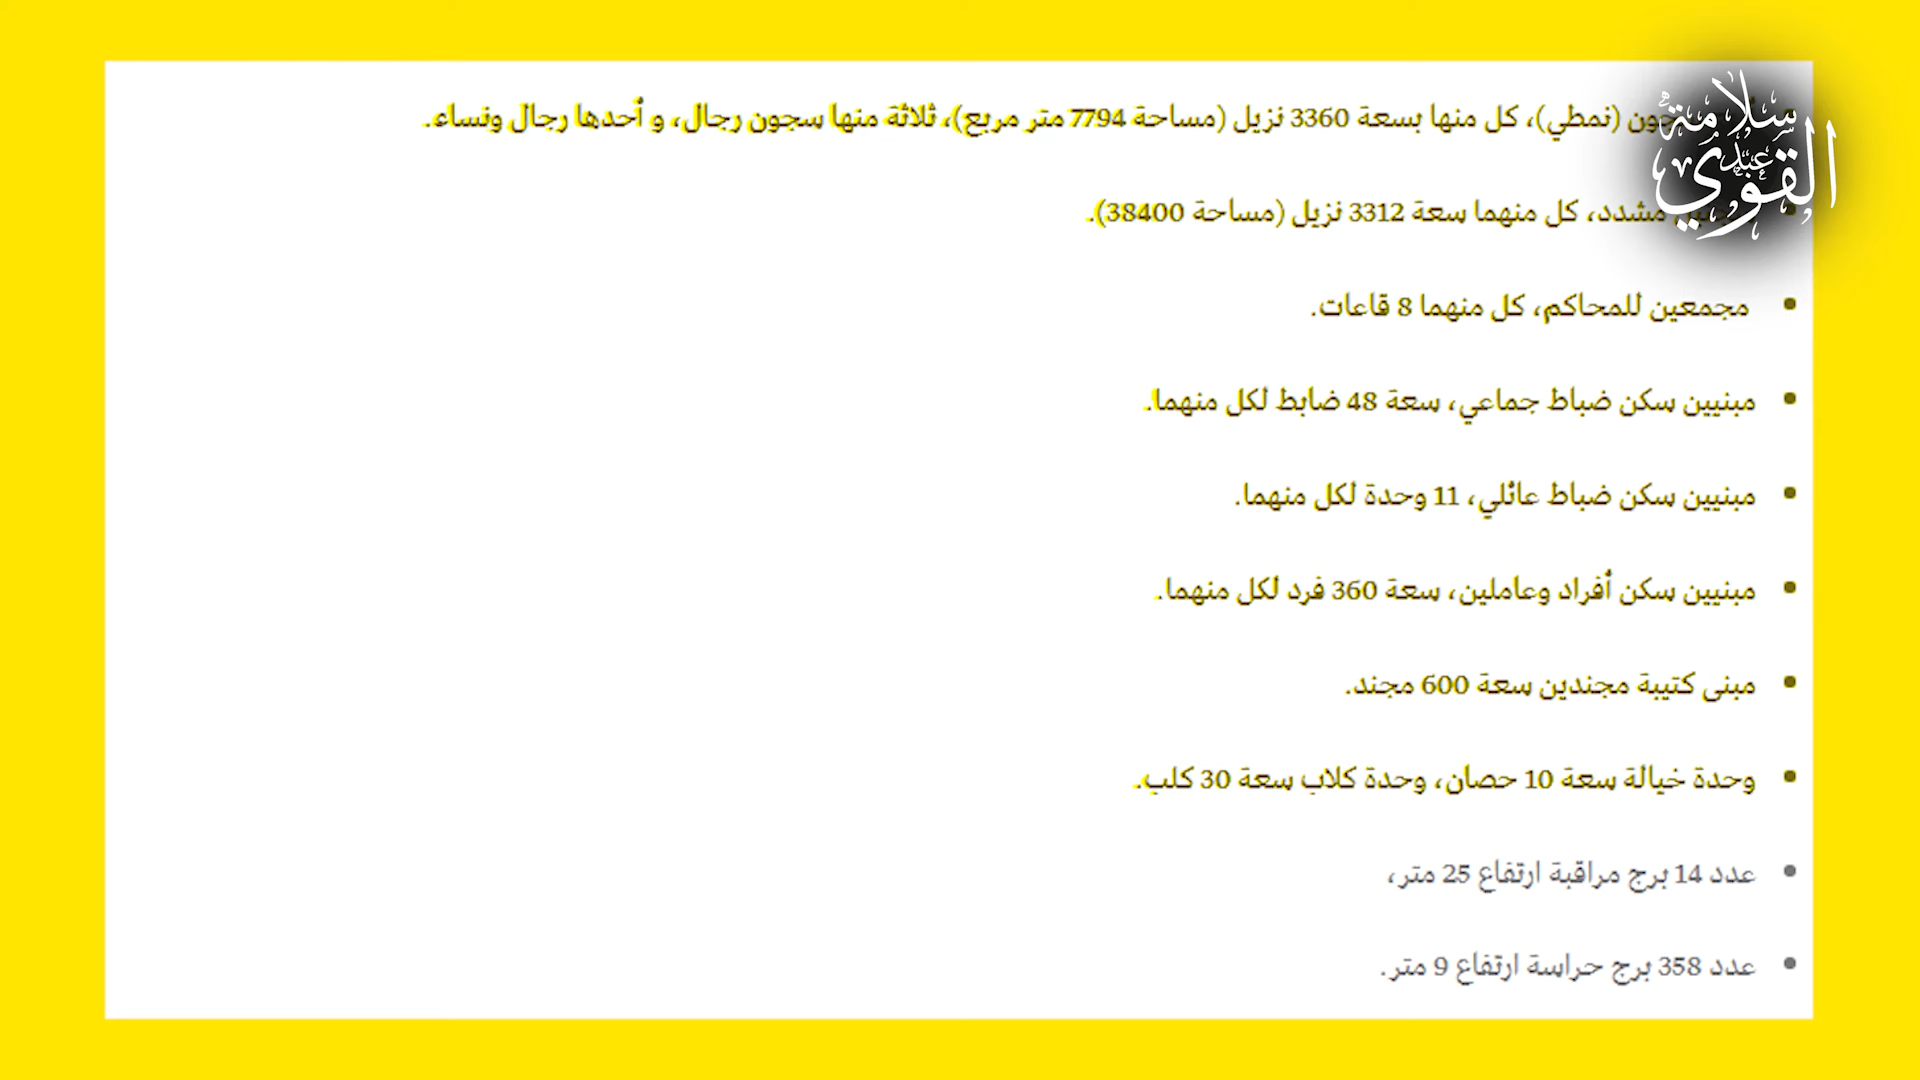 (نمطي)، كل منها بسعة 3360 نزيل (مساحة 7794 متر مربع)، ثلاثة منها سجون رجال، و أحدها رجال ونساء.
مشدد، كل منهما سعة 3312 نزيل (مساحة 38400).
• مجمعين للمحاكم، كل منهما 8 قاعات.
• مبنيين سكن ضباط جماعي، سعة 48 ضابط لكل منهما.
• مبنيين سكن ضباط عائلي، 11 وحدة لكل منهما.
• مبنيين سكن أفراد وعاملين، سعة 360 فرد لكل منهما.
• مبنى كتيبة مجندين سعة 600 مجند.
• وحدة خيالة سعة 10 حصان، وحدة كلاب سعة 30 كلب.
• عدد 14 برج مراقبة ارتفاع 25 متر،
• عدد 358 برج حراسة ارتفاع 9 متر.
سلامة
عبد
القوي